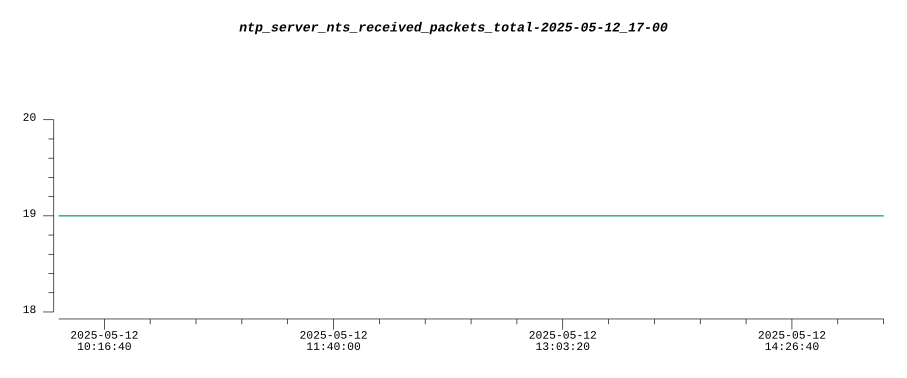 ntp_server_nts_received_packets_total-2025-05-12_17-00
20
19
18
2025-05-12 2025-05-12 2025-05-12 2025-05-12
10:16:40 11:40:00 13:03:20 14:26:40